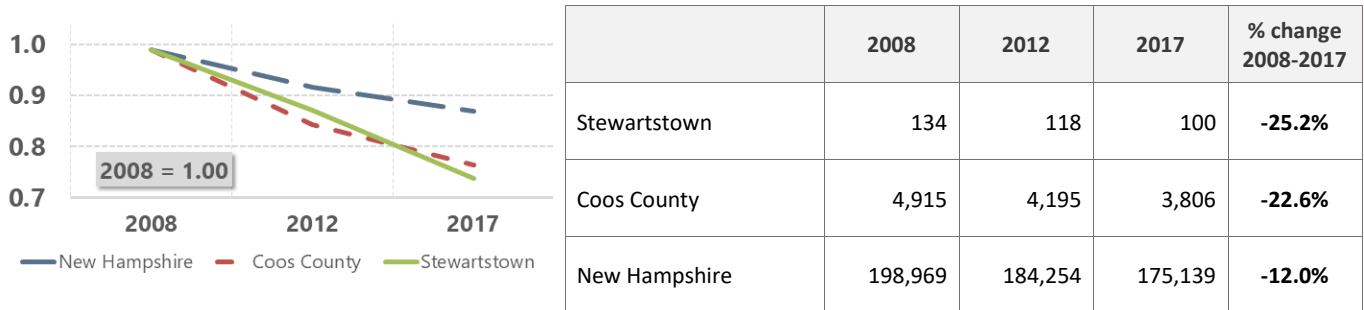 1.0
0.9
0.8
0.7
2008 = 1.00
2008 2012 2017
New Hampshire Coos County Stewartstown
2008 2012 2017 % change
2008-2017
Stewartstown 134 118 100 -25.2%
Coos County 4,915 4,195 3,806 -22.6%
New Hampshire 198,969 184,254 175,139 -12.0%